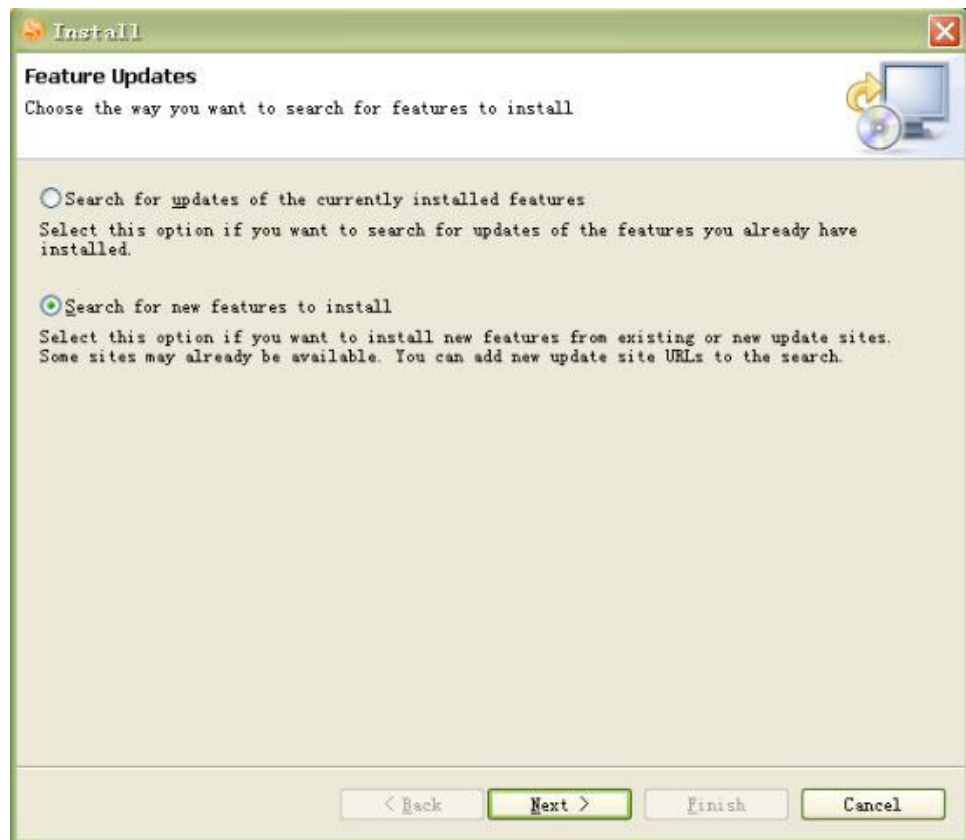 Install
Feature Updates
Choose the way you want to search for features to install
Search for updates of the currently installed features
Select this option if you want to search for updates of the features you already have
installed.
Search for new features to install
Select this option if you want to install new features from existing or new update sites.
Some sites may already be available. You can add new update site URLs to the search.
< Back Next > Finish Cancel